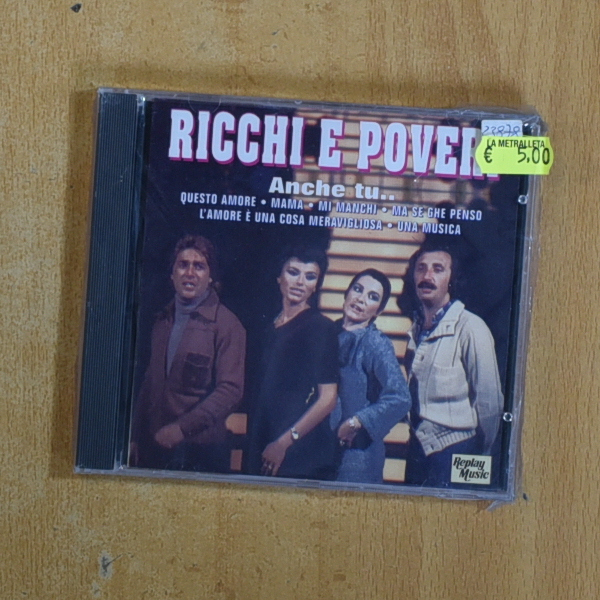 RICCHI E POVERI
22878
LA METRALLETA
€ 5.00
Anche tu..
QUESTO AMORE • MAMA • MI MANCHI • MA SE GHE PENSO
L'AMORE È UNA COSA MERAVIGLIOSA • UNA MUSICA
Replay
Music